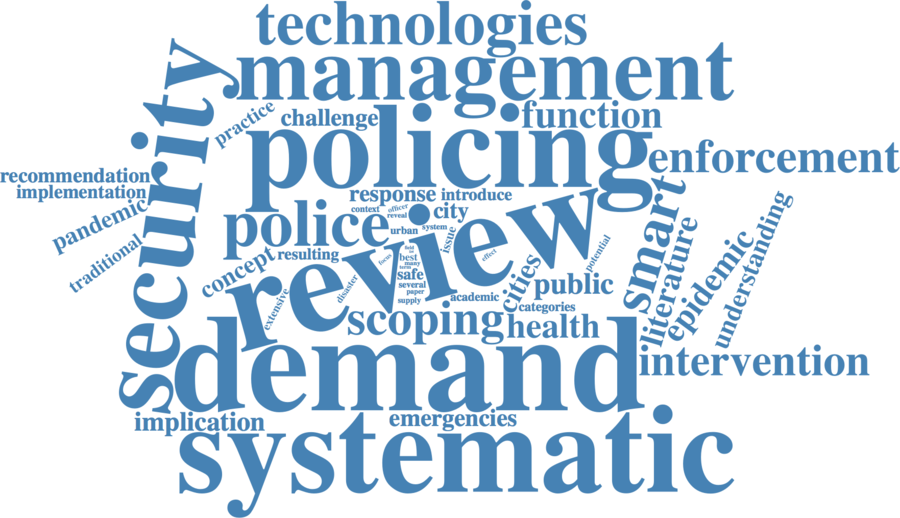 technologies
management
security
practice
challenge
function
policing
enforcement
recommendation
implementation
pandemic
traditional
response
introduce
context
officer
reveal
city
police
urban
system
issue
review
smart
literature
epidemic
understanding
concept
resulting
focus
field
best
many
term
safe
several
paper
supply
effect
potential
disaster
extensive
academic
cities
public
categories
scoping
health
demand
intervention
implication
emergencies
systematic